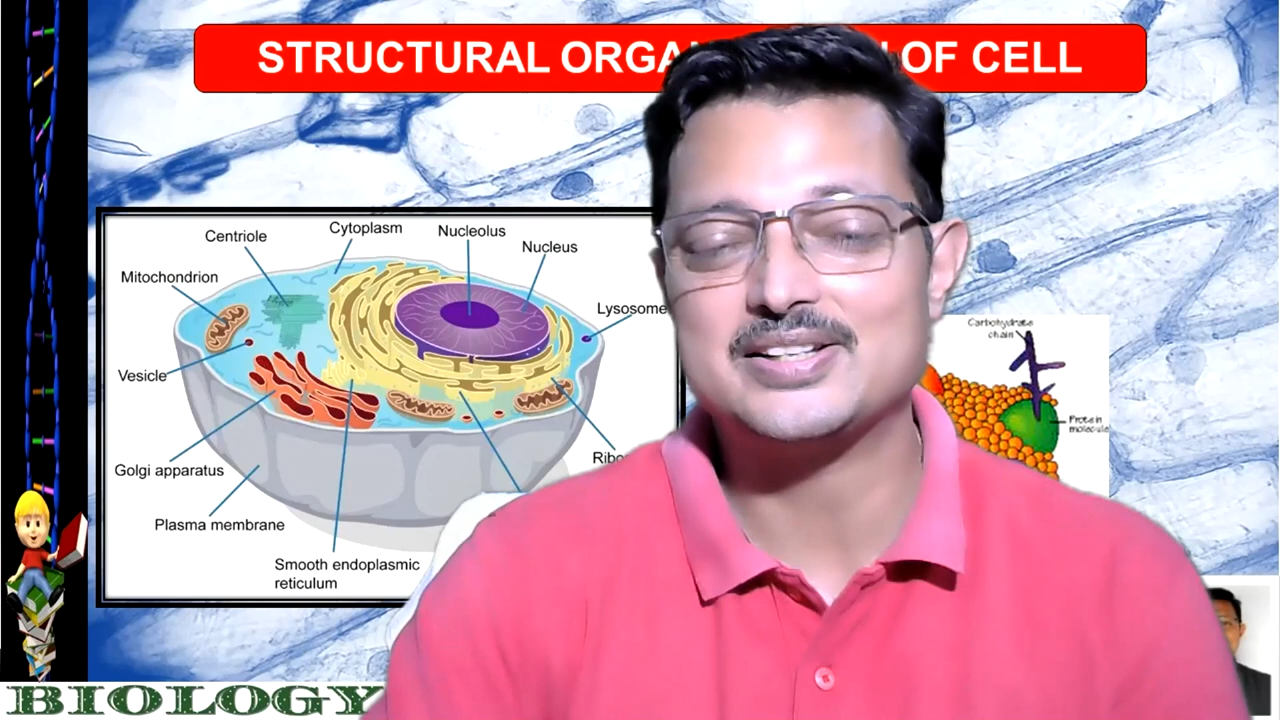 STRUCTURAL ORGA OF CELL
Centriole
Cytoplasm
Nucleolus
Nucleus
Mitochondrion
Lysosome
Vesicle
Golgi apparatus
Plasma membrane
Smooth endoplasmic
reticulum
Ribo
Carbohydrate
chain
Protein
molecule
BIOLOGY